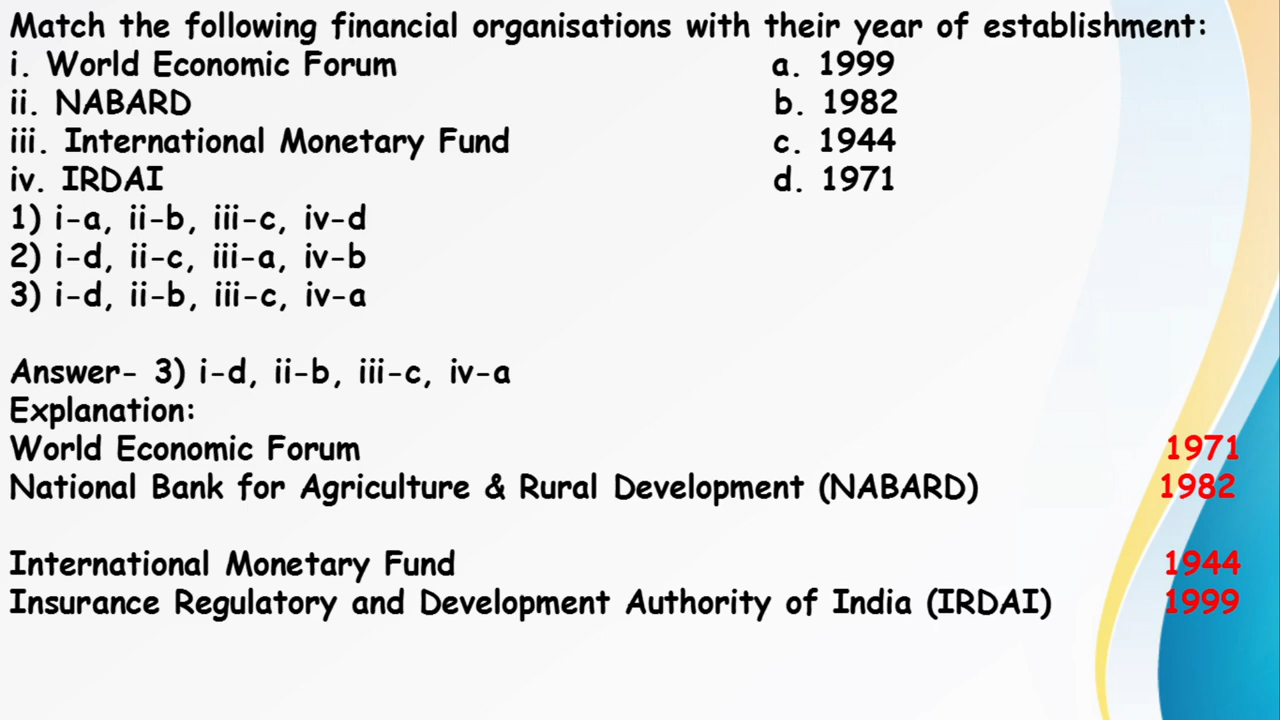 Match the following financial organisations with their year of establishment:
i. World Economic Forum a. 1999
ii. NABARD b. 1982
iii. International Monetary Fund c. 1944
iv. IRDAI d. 1971
1) i-a, ii-b, iii-c, iv-d
2) i-d, ii-c, iii-a, iv-b
3) i-d, ii-b, iii-c, iv-a
Answer- 3) i-d, ii-b, iii-c, iv-a
Explanation:
World Economic Forum 1971
National Bank for Agriculture & Rural Development (NABARD) 1982
International Monetary Fund 1944
Insurance Regulatory and Development Authority of India (IRDAI) 1999